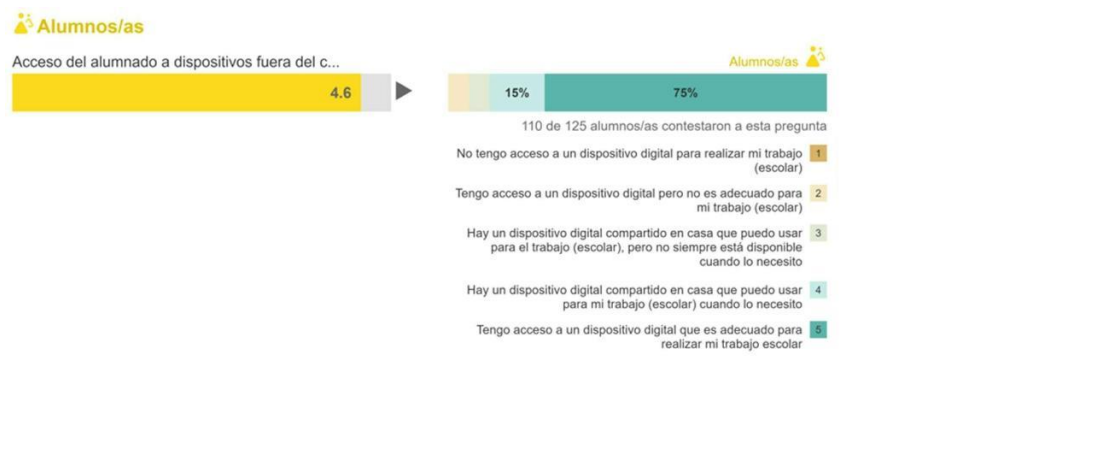 Alumnos/as
Acceso del alumnado a dispositivos fuera del c...
4.6
Alumnos/as
15%
75%
110 de 125 alumnos/as contestaron a esta pregunta
No tengo acceso a un dispositivo digital para realizar mi trabajo
(escolar)
1
Tengo acceso a un dispositivo digital pero no es adecuado para
mi trabajo (escolar)
2
Hay un dispositivo digital compartido en casa que puedo usar
para el trabajo (escolar), pero no siempre está disponible
cuando lo necesito
3
Hay un dispositivo digital compartido en casa que puedo usar
para mi trabajo (escolar) cuando lo necesito
4
Tengo acceso a un dispositivo digital que es adecuado para
realizar mi trabajo escolar
5